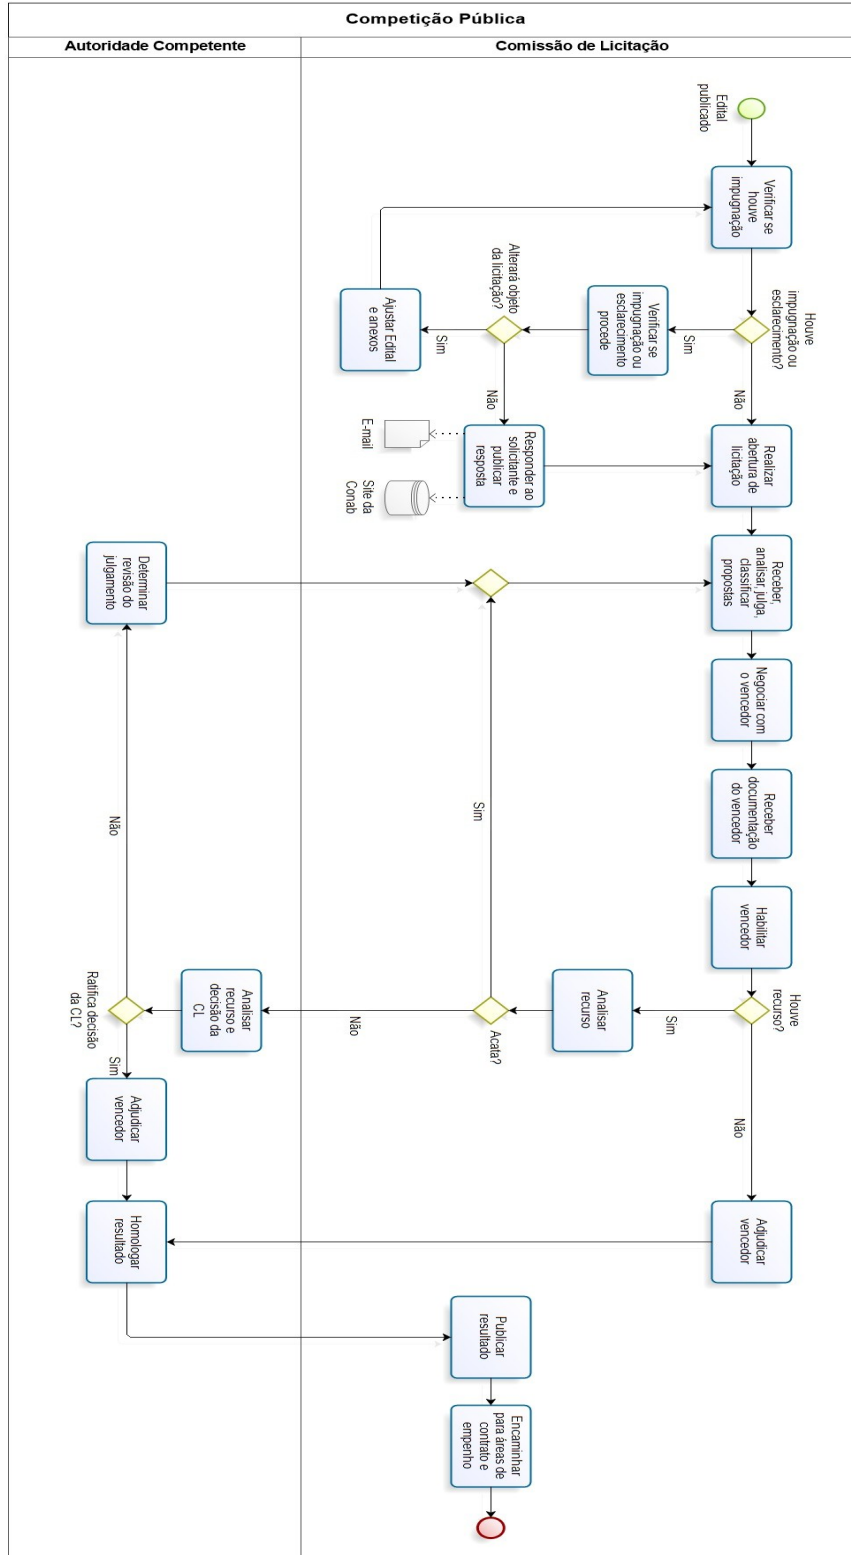 Competição Pública
Autoridade Competente
Comissão de Licitação
Edital
publicado
Verificar se
houve
impugnação
Houve
impugnação ou
esclarecimento?
Sim
Não
Verificar se
impugnação ou
esclarecimento
procede
Alterará objeto
da licitação?
Sim
Não
Ajustar Edital
e anexos
Responder ao
solicitante e
publicar
resposta
E-mail
Site da
Conab
Realizar
abertura de
licitação
Receber,
analisar, julga,
classificar
propostas
Negociar com
o vencedor
Receber
documentação
do vencedor
Habilitar
vencedor
Houve
recurso?
Sim
Não
Analisar
recurso
Acata?
Sim
Não
Analisar
recurso e
decisão da
CL
Ratifica decisão
da CL?
Não
Sim
Determinar
revisão do
julgamento
Adjudicar
vencedor
Adjudicar
vencedor
Homologar
resultado
Publicar
resultado
Encaminhar
para áreas de
contrato e
empenho